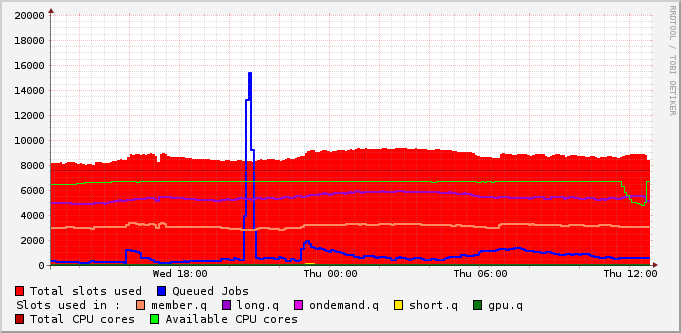 20000
18000
16000
14000
12000
10000
8000
6000
4000
2000
0
Wed 18:00 Thu 00:00 Thu 06:00 Thu 12:00
Total slots used Queued Jobs
Slots used in : member.q long.q ondemand.q short.q gpu.q
Total CPU cores Available CPU cores
RRDTOOL / TOBI OETIKER